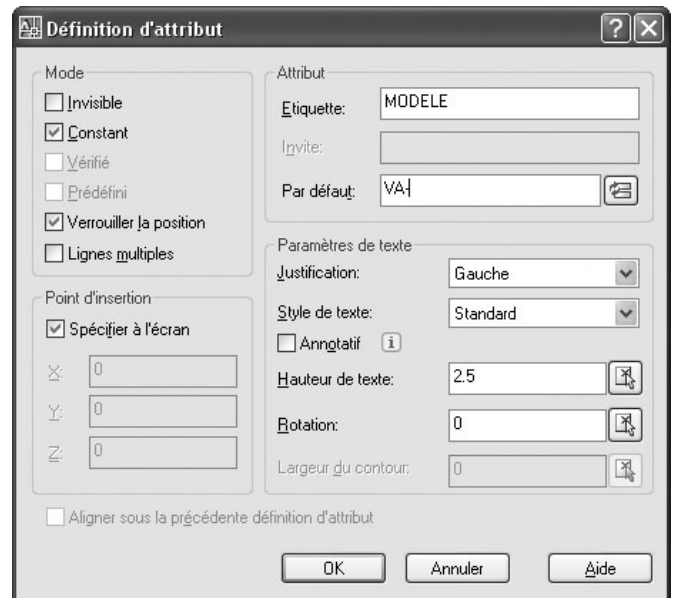 Définition d'attribut
Mode
Invisible
Constant
Vérifié
Prédéfini
Verrouiller la position
Lignes multiples
Point d'insertion
Spécifier à l'écran
X: 0
Y: 0
Z: 0
Attribut
Etiquette: MODELE
Invite:
Par défaut: VA-
Paramètres de texte
Justification: Gauche
Style de texte: Standard
Annotatif i
Hauteur de texte: 2.5
Rotation: 0
Largeur du contour: 0
Aligner sous la précédente définition d'attribut
OK Annuler Aide